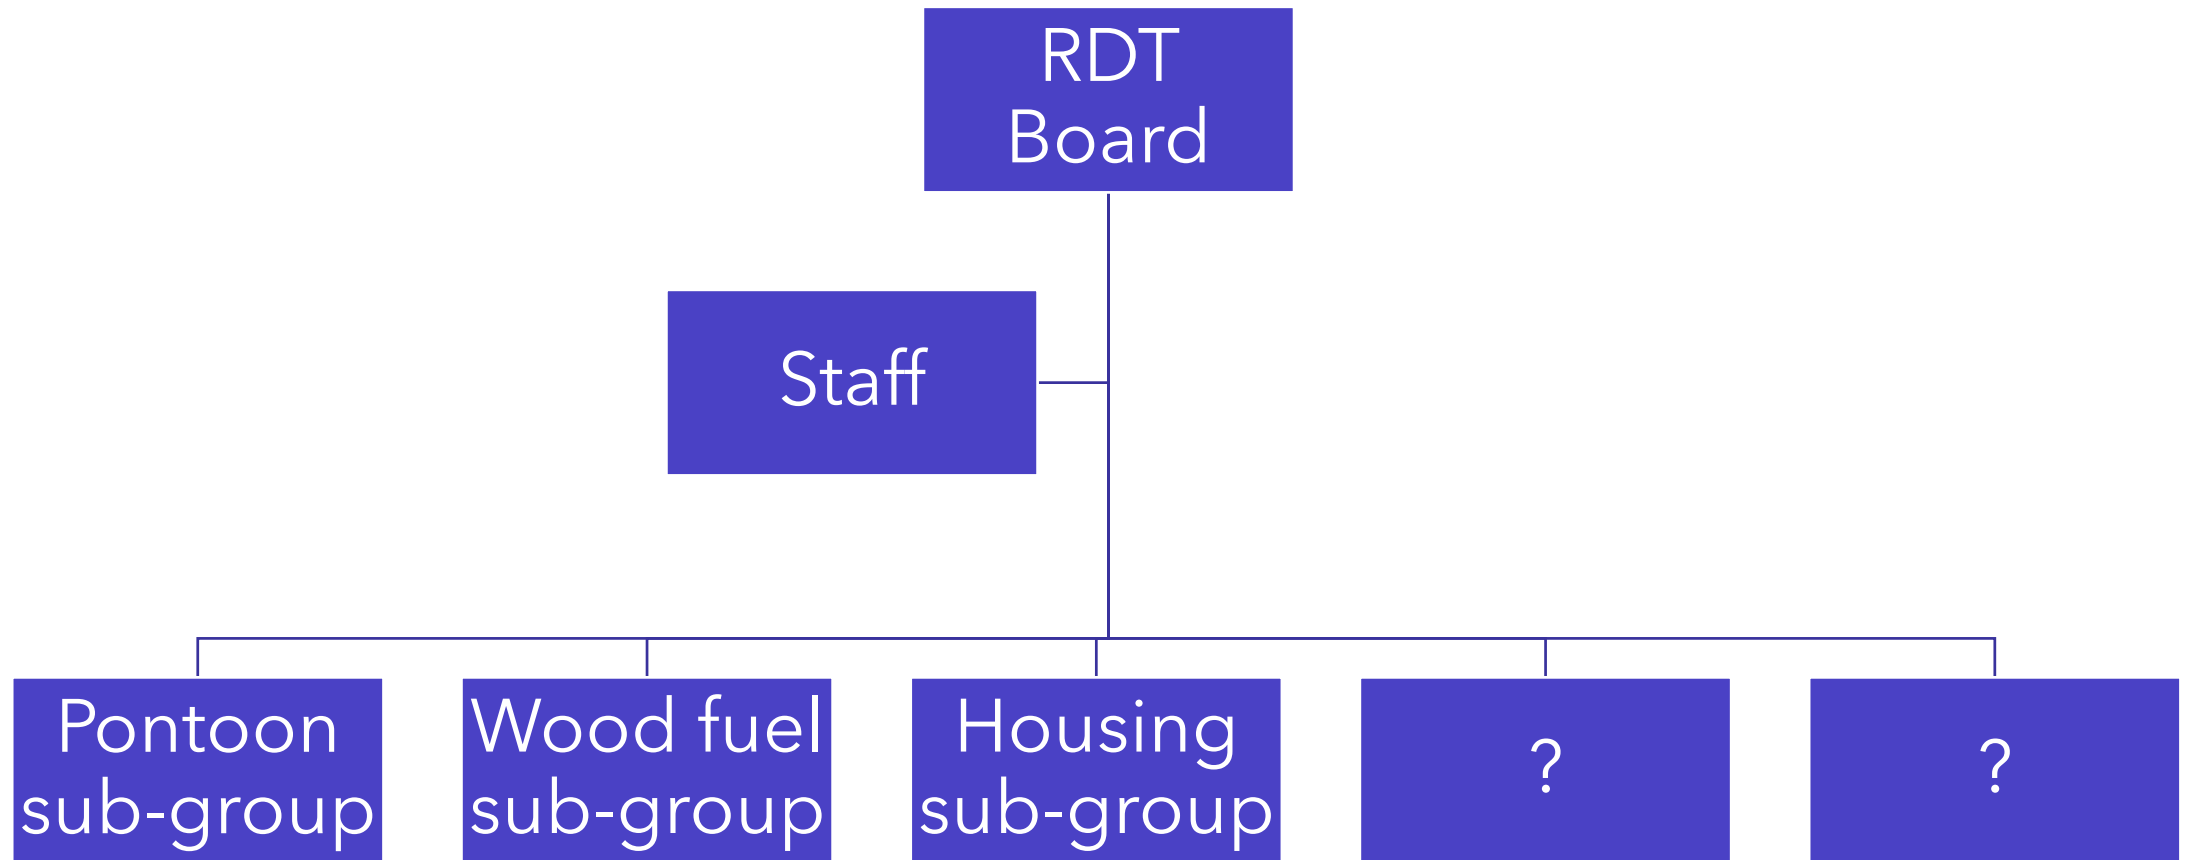 RDT
Board
Staff
Pontoon
sub-group
Wood fuel
sub-group
Housing
sub-group
?
?